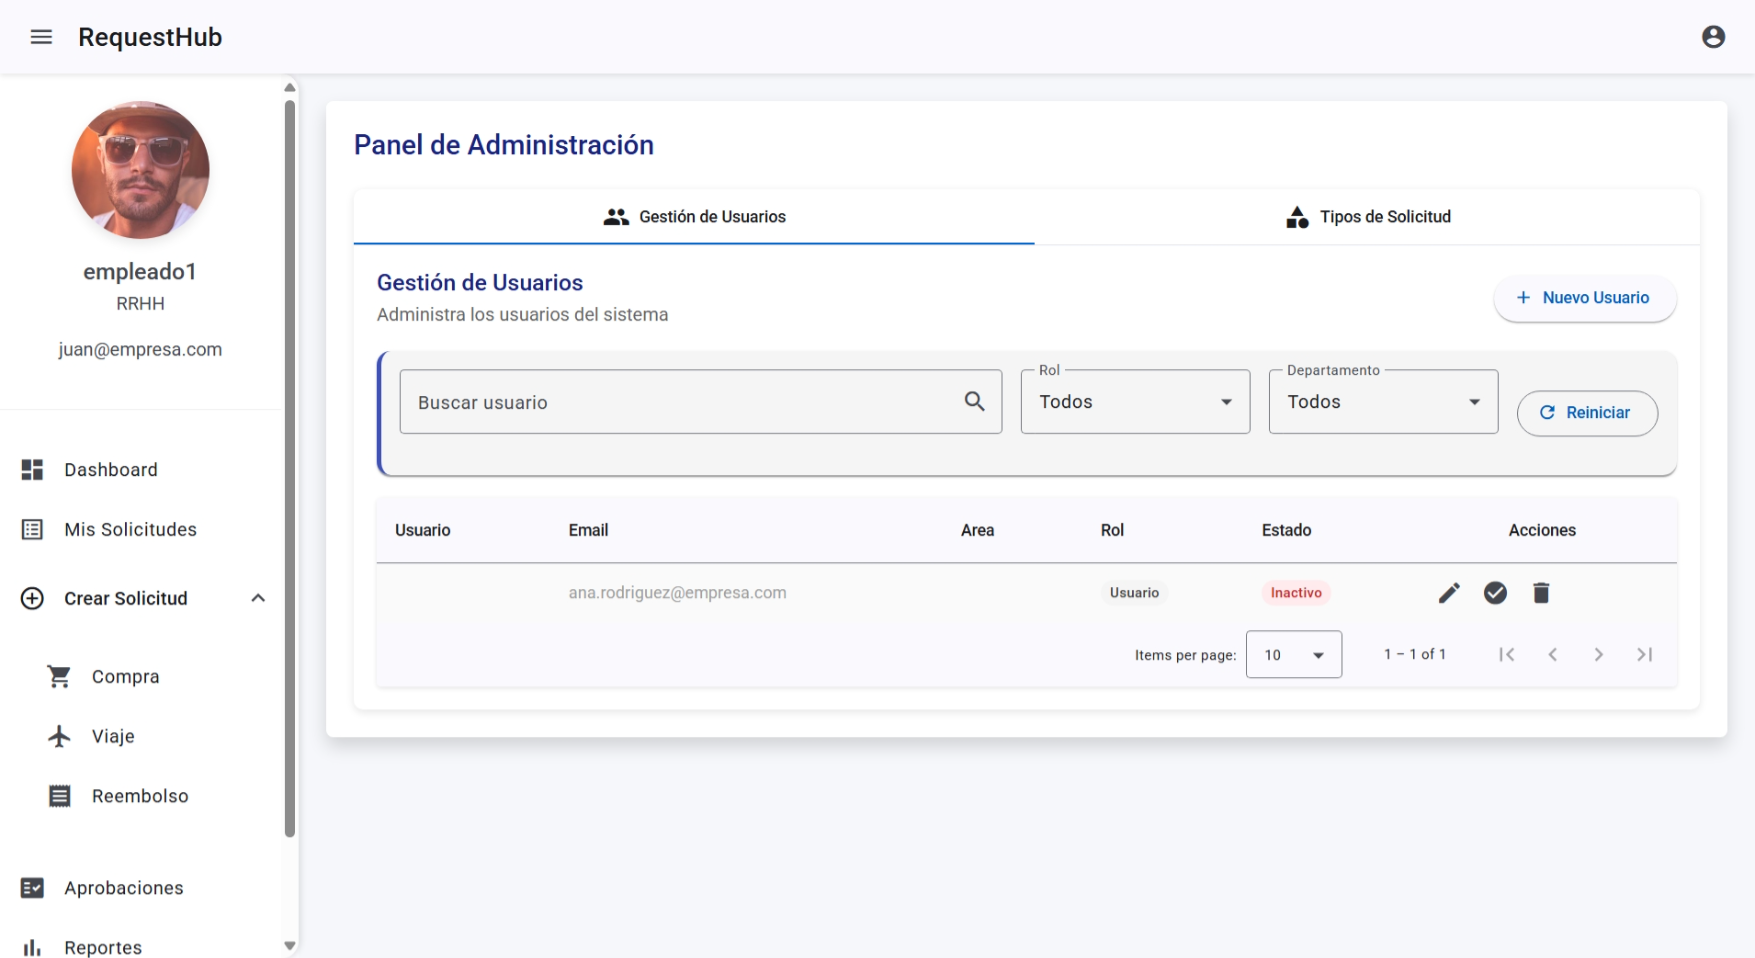 RequestHub
empleado1
RRHH
juan@empresa.com
Dashboard
Mis Solicitudes
Crear Solicitud
Compra
Viaje
Reembolso
Aprobaciones
Reportes
Panel de Administración
Gestión de Usuarios
Tipos de Solicitud
Gestión de Usuarios
Administra los usuarios del sistema
+ Nuevo Usuario
Buscar usuario
Rol
Todos
Departamento
Todos
Reiniciar
Usuario Email Area Rol Estado Acciones
ana.rodriguez@empresa.com Usuario Inactivo
Items per page: 10 1 – 1 of 1